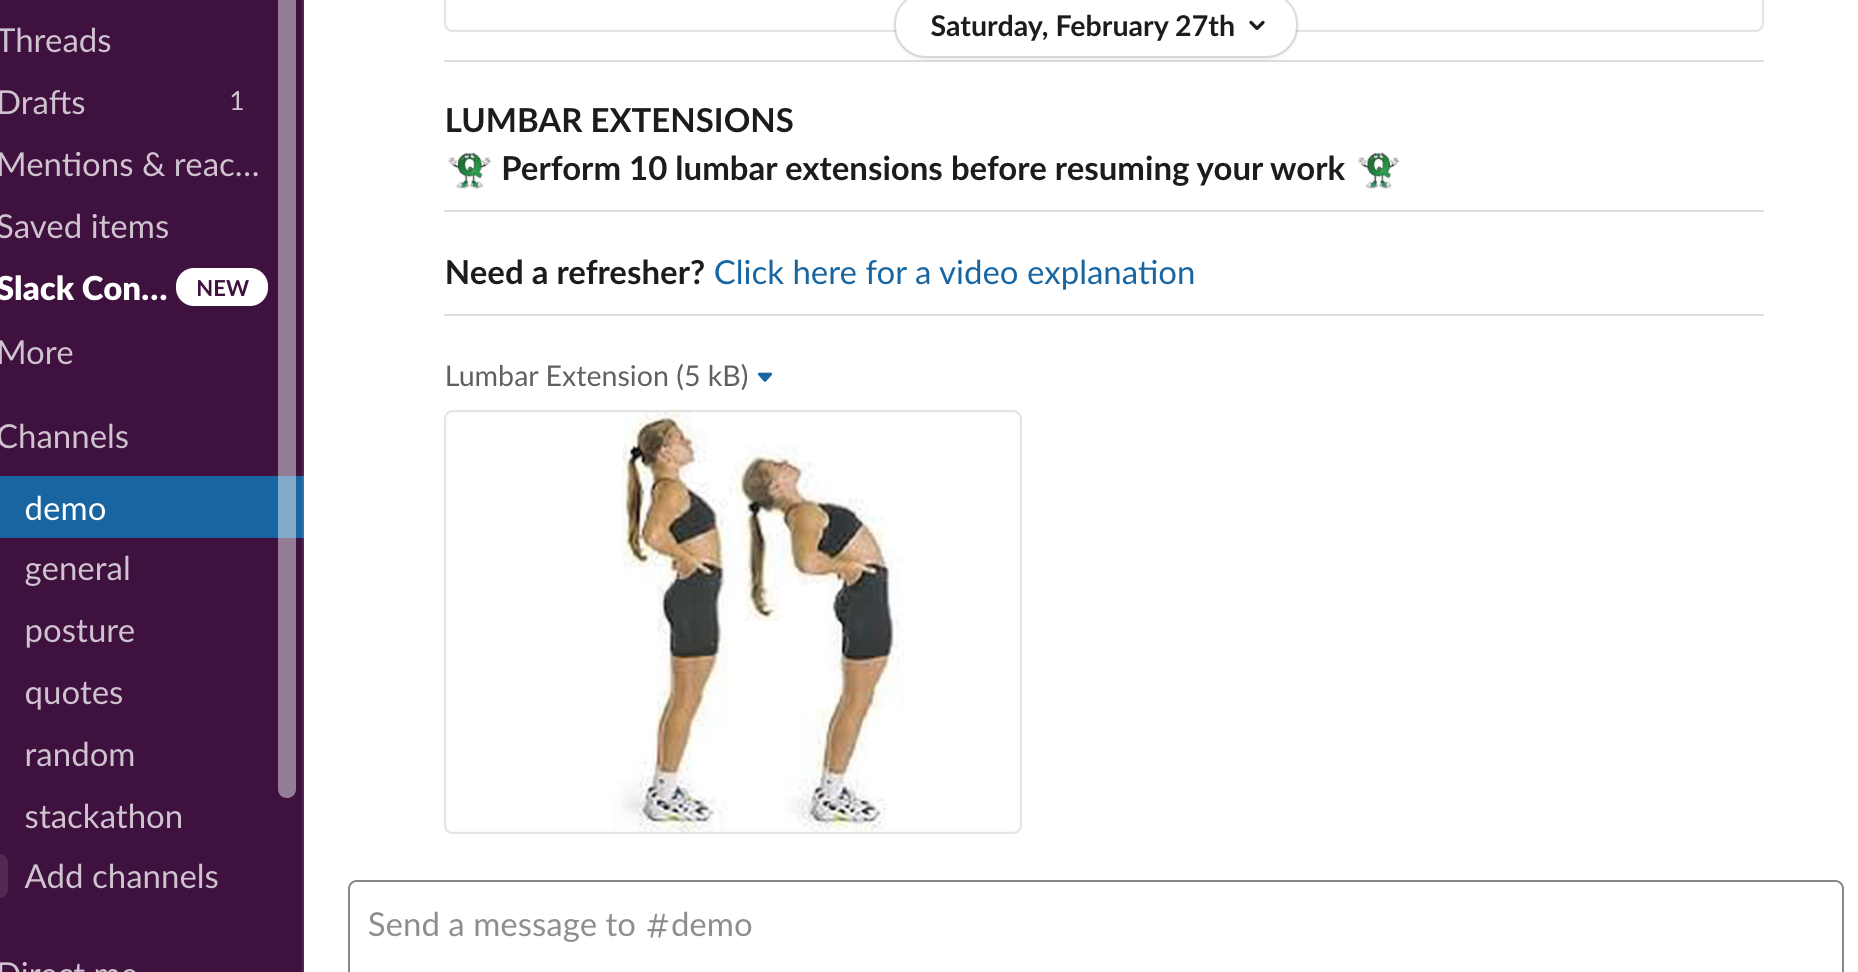 Threads
Drafts 1
Mentions & reac...
Saved items
Slack Con... NEW
More
Channels
demo
general
posture
quotes
random
stackathon
Add channels
Saturday, February 27th
LUMBAR EXTENSIONS
Perform 10 lumbar extensions before resuming your work
Need a refresher? Click here for a video explanation
Lumbar Extension (5 kB)
Send a message to #demo